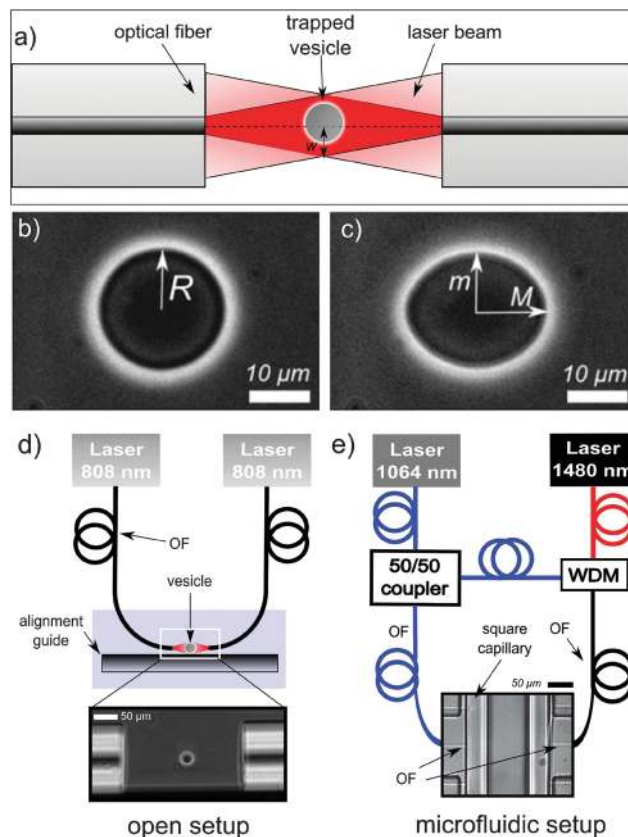 a)
optical fiber
trapped
vesicle
laser beam
w
b)
R
10 µm
c)
m
M
10 µm
d)
Laser
808 nm
Laser
808 nm
OF
vesicle
alignment
guide
50 µm
open setup
e)
Laser
1064 nm
Laser
1480 nm
50/50
coupler
WDM
OF
square
capillary
OF
50 µm
OF
microfluidic setup